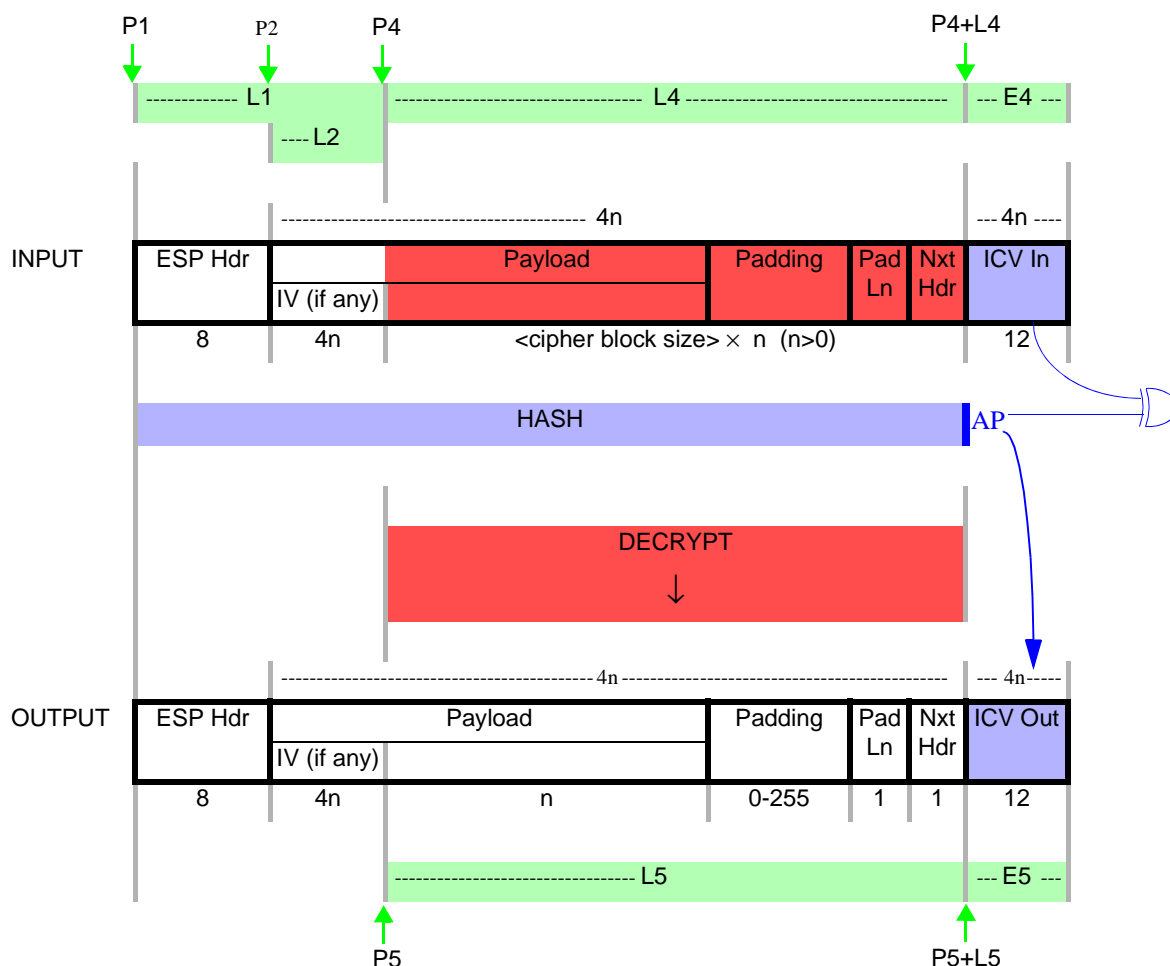 P1 P2 P4 P4+L4
------------- L1 ---------------------------- L4 ------------------------------ --- E4 ---
---- L2
------------------------------------- 4n --- 4n ----
INPUT ESP Hdr Payload Padding Pad Ln Nxt Hdr ICV In
IV (if any)
8 4n <cipher block size> × n (n>0) 12
HASH AP
DECRYPT
↓
-------------------------------------4n------------------------------------- --- 4n-----
OUTPUT ESP Hdr Payload Padding Pad Ln Nxt Hdr ICV Out
IV (if any)
8 4n n 0-255 1 1 12
---------------------------- L5 --- E5 ---
P5 P5+L5